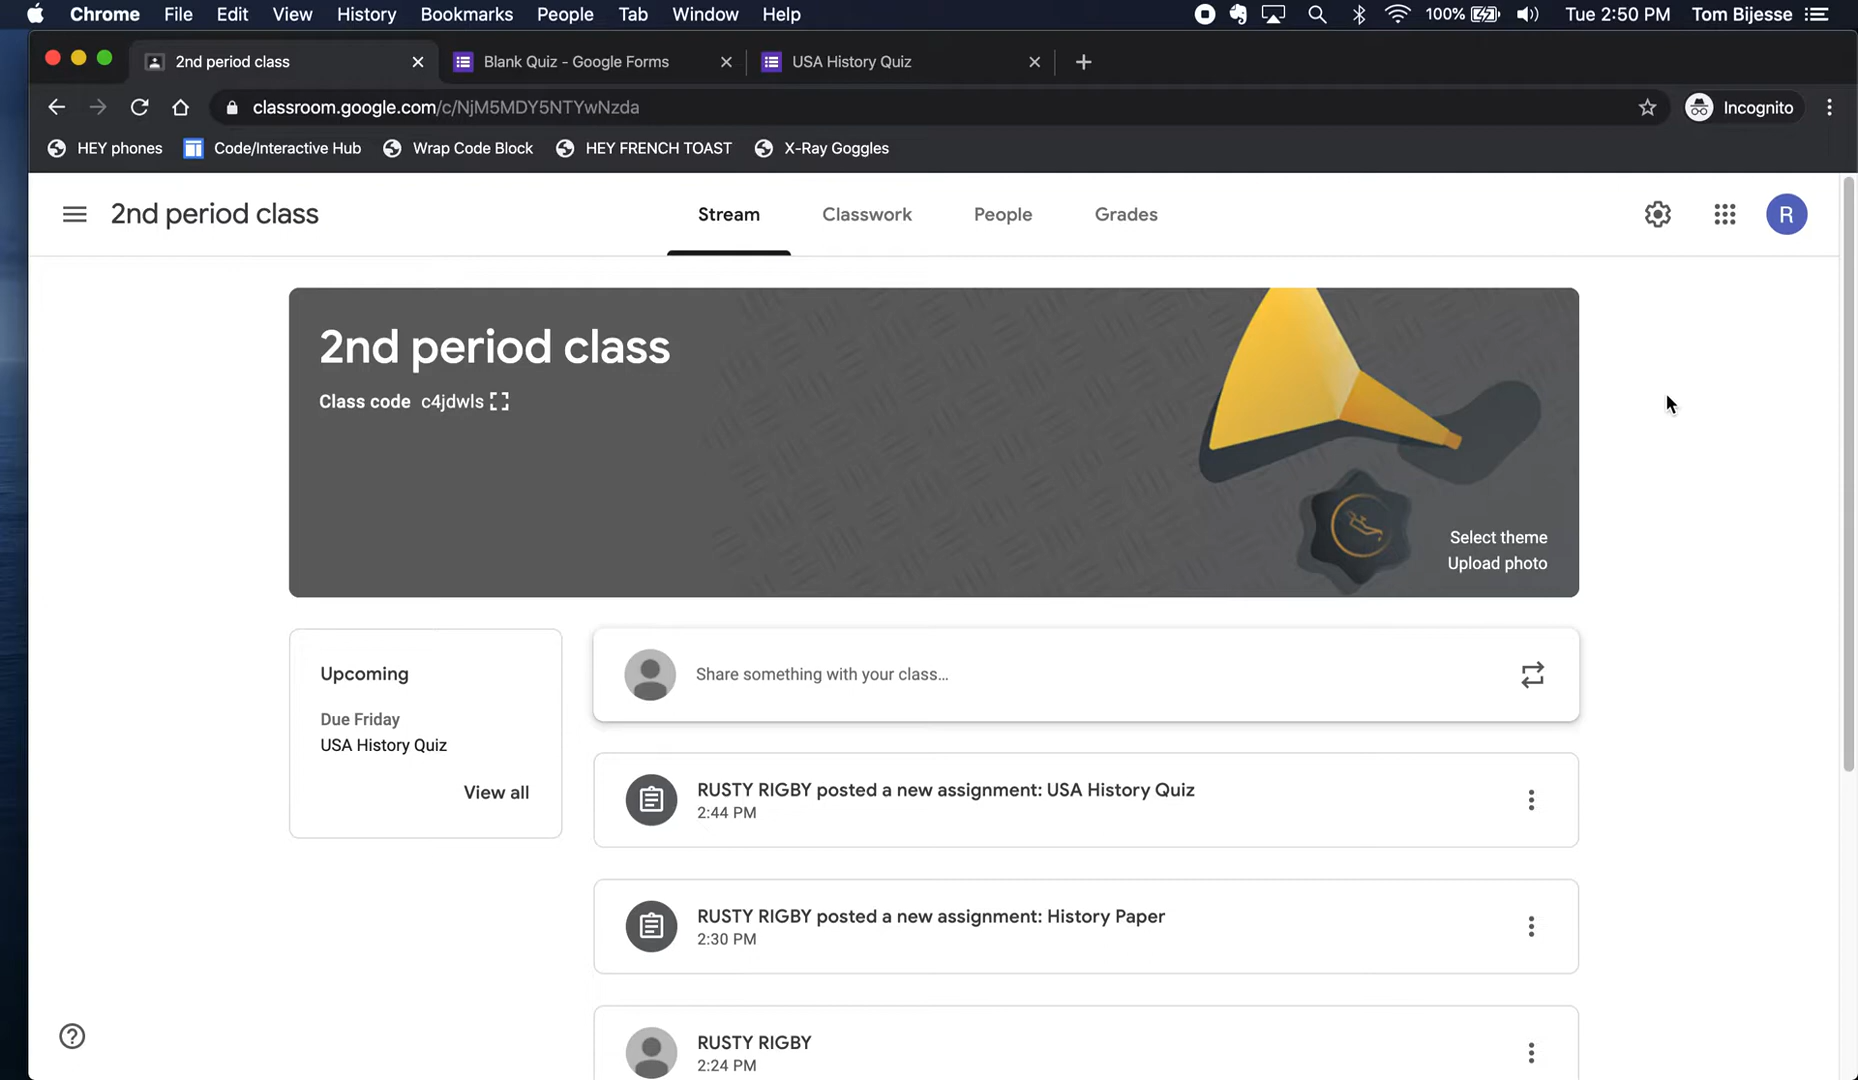 Chrome File Edit View History Bookmarks People Tab Window Help 100% Tue 2:50 PM Tom Bijesse
2nd period class Blank Quiz - Google Forms USA History Quiz
classroom.google.com/c/NjM5MDY5NTYwNzda Incognito
HEY phones Code/Interactive Hub Wrap Code Block HEY FRENCH TOAST X-Ray Goggles
2nd period class Stream Classwork People Grades R
2nd period class
Class code c4jdwls
Select theme
Upload photo
Upcoming
Due Friday
USA History Quiz
View all
Share something with your class...
RUSTY RIGBY posted a new assignment: USA History Quiz
2:44 PM
RUSTY RIGBY posted a new assignment: History Paper
2:30 PM
RUSTY RIGBY
2:24 PM